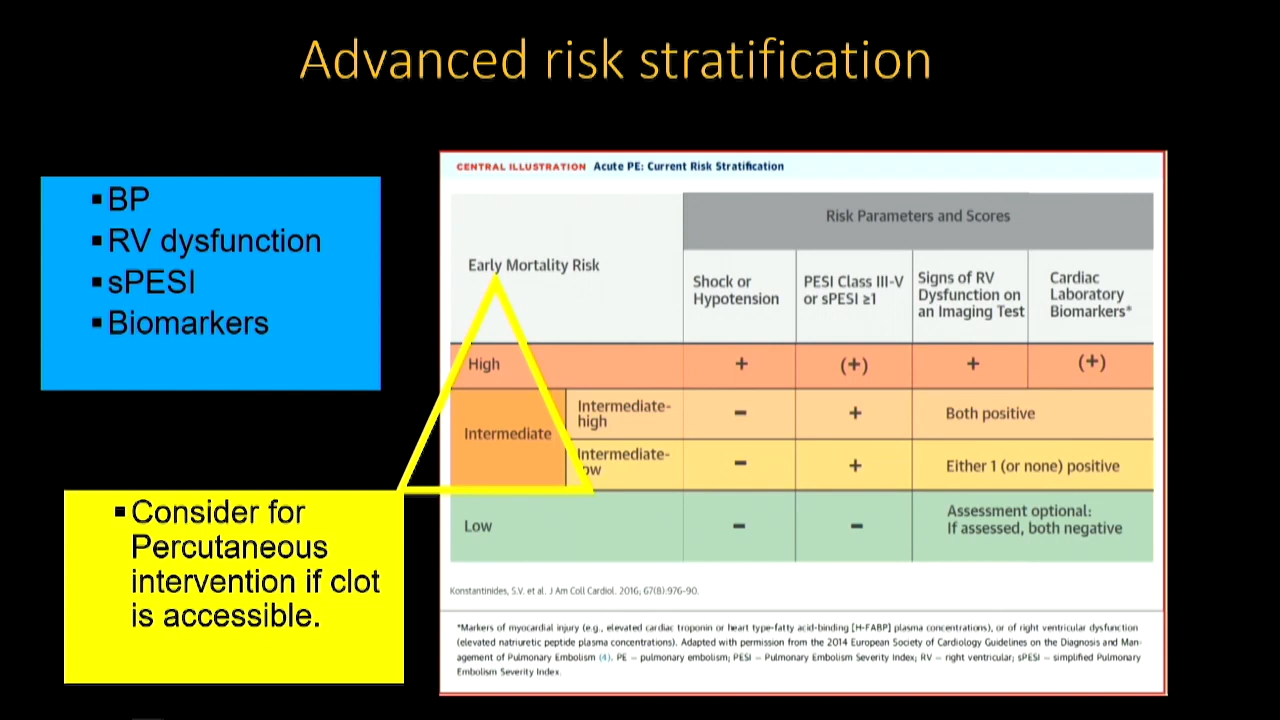 Advanced risk stratification
▪BP
▪RV dysfunction
▪sPESI
▪Biomarkers
▪Consider for
Percutaneous
intervention if clot
is accessible.
CENTRAL ILLUSTRATION Acute PE: Current Risk Stratification
Early Mortality Risk
Risk Parameters and Scores
Shock or
Hypotension
PESI Class III-V
or sPESI ≥1
Signs of RV
Dysfunction on
an Imaging Test
Cardiac
Laboratory
Biomarkers*
High + (+) + (+)
Intermediate
Intermediate-
high
− + Both positive
Intermediate-
low
− + Either 1 (or none) positive
Low − −
Assessment optional:
If assessed, both negative
Konstantinides, S.V. et al. J Am Coll Cardiol. 2016; 67(8):976-90.
*Markers of myocardial injury (e.g., elevated cardiac troponin or heart type-fatty acid-binding [H-FABP] plasma concentrations), or of right ventricular dysfunction
(elevated natriuretic peptide plasma concentrations). Adapted with permission from the 2014 European Society of Cardiology Guidelines on the Diagnosis and Man-
agement of Pulmonary Embolism (4). PE = pulmonary embolism; PESI = Pulmonary Embolism Severity Index; RV = right ventricular; sPESI = simplified Pulmonary
Embolism Severity Index.